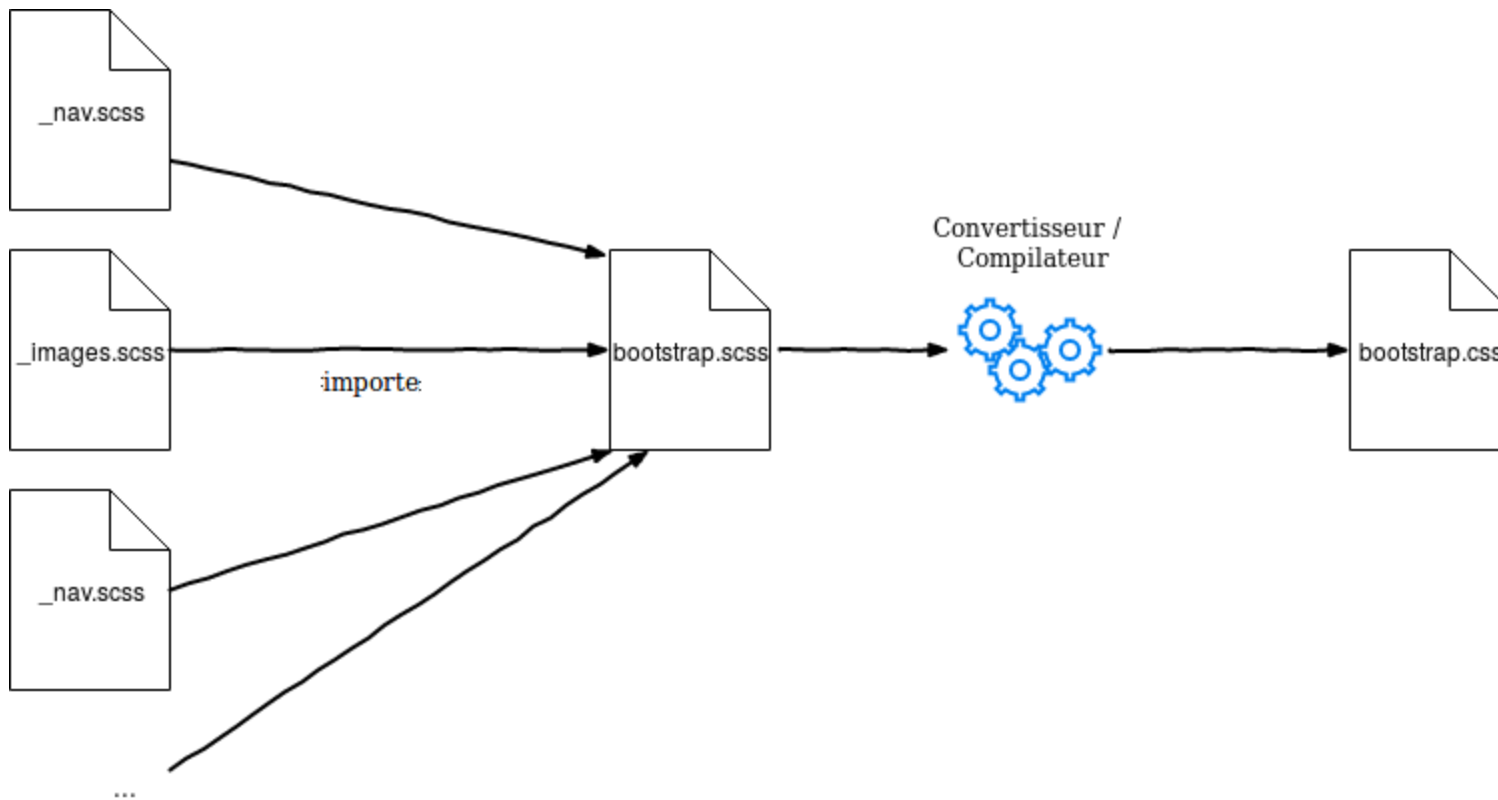 _nav.scss
Convertisseur /
Compilateur
_images.scss
bootstrap.scss
bootstrap.css
:importe:
_nav.scss
...